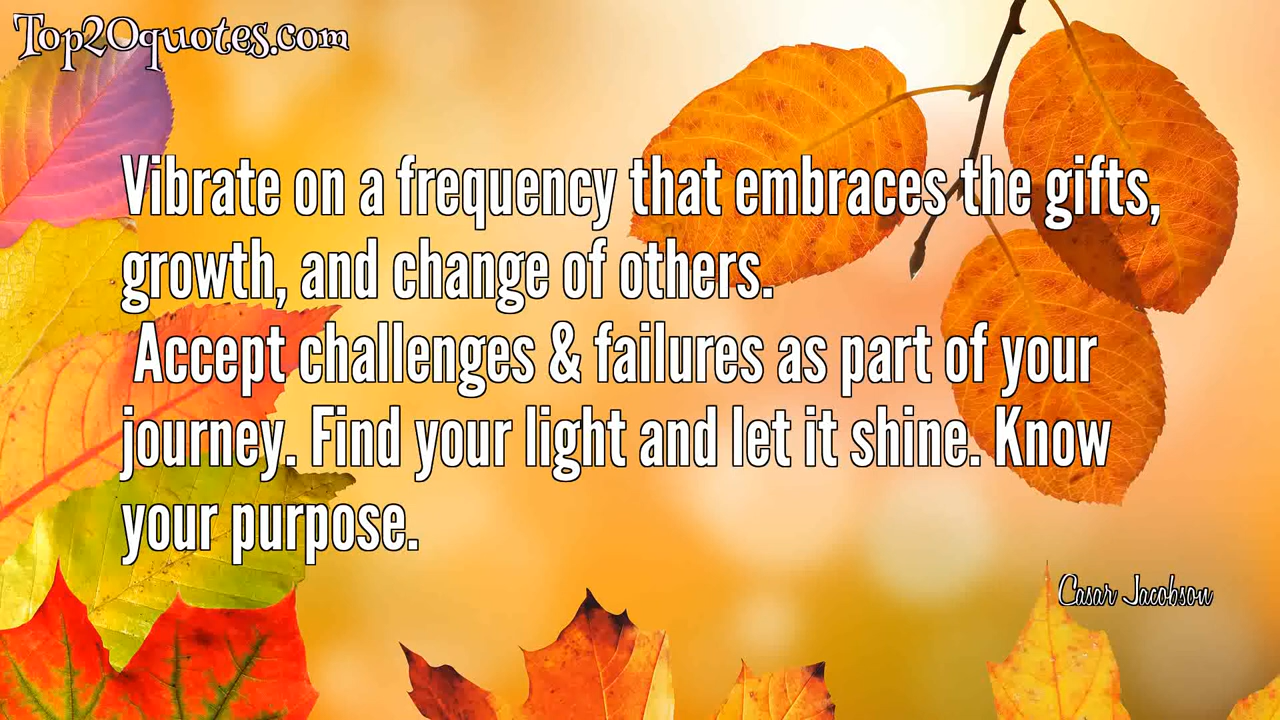 Top20quotes.com
Vibrate on a frequency that embraces the gifts,
growth, and change of others.
Accept challenges & failures as part of your
journey. Find your light and let it shine. Know
your purpose.
Casar Jacobson